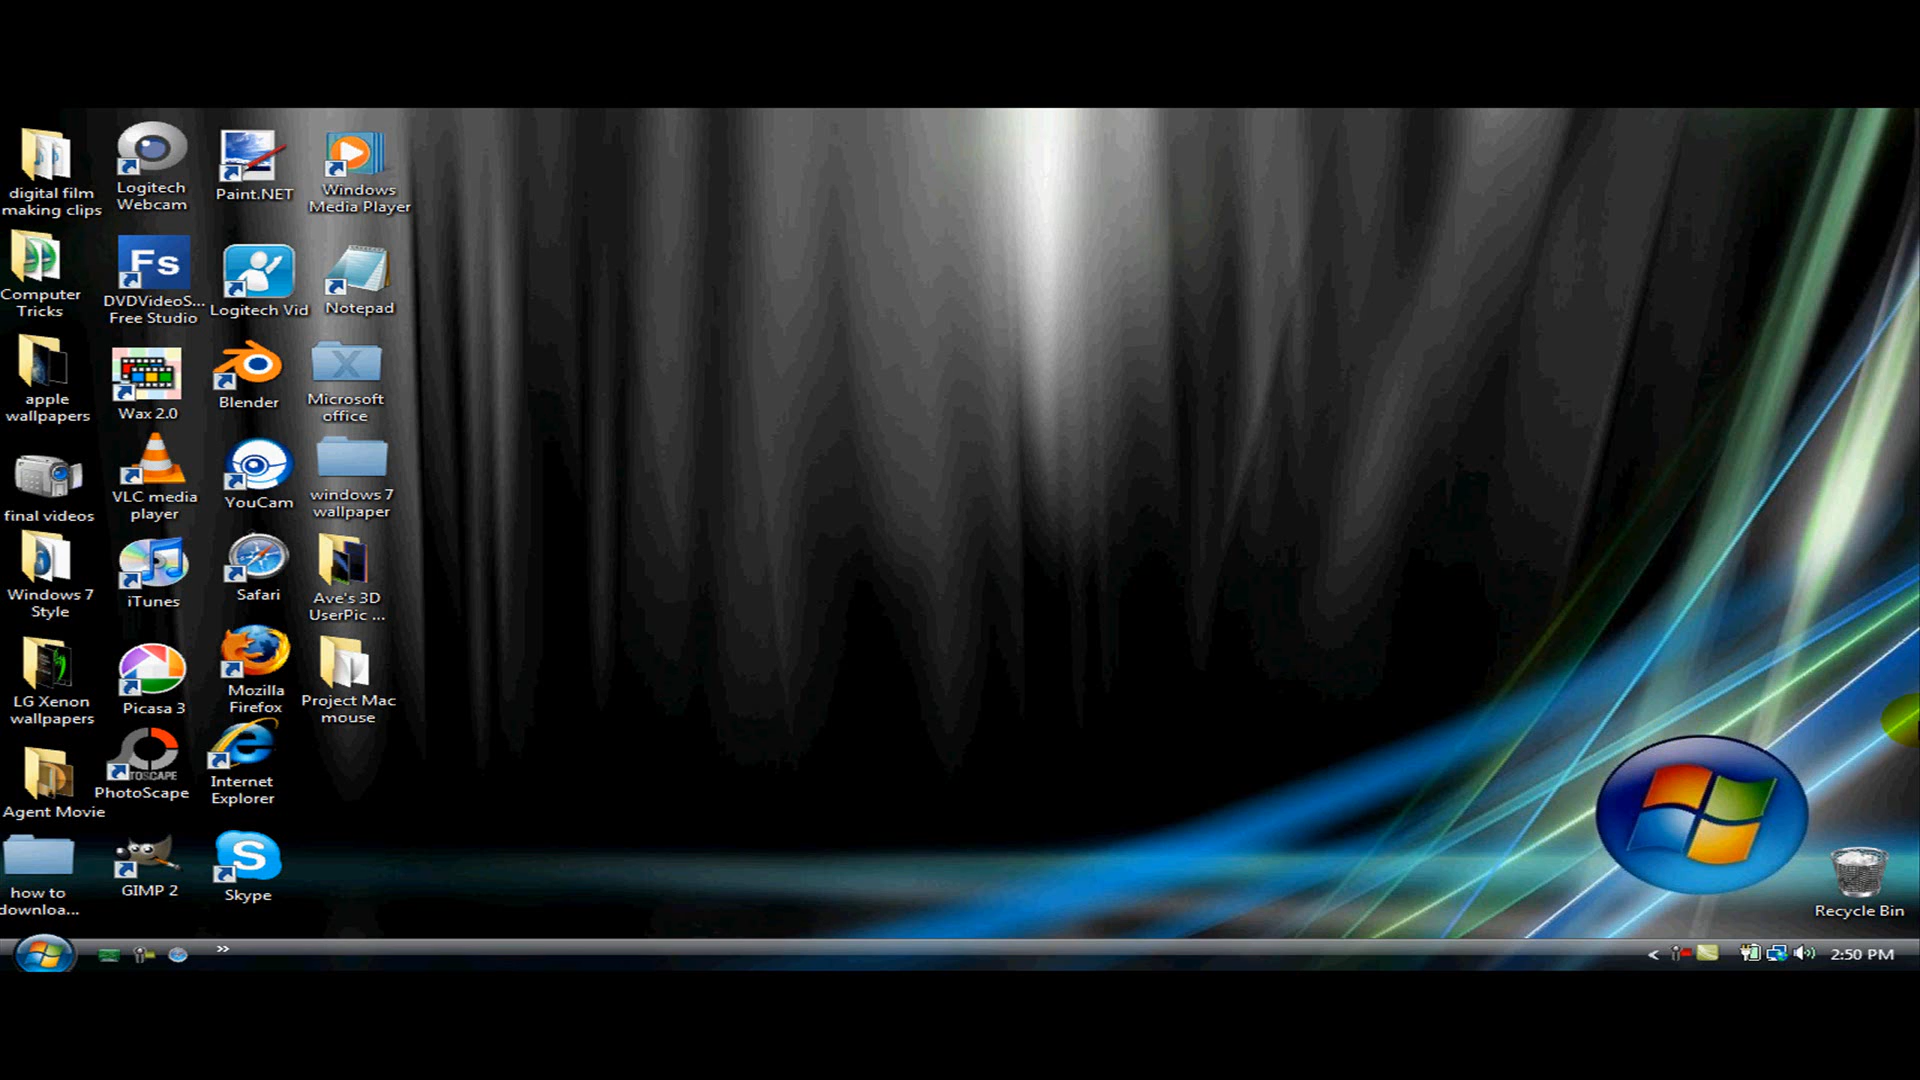 digital film
making clips
Logitech
Webcam
Paint.NET
Windows
Media Player
Computer
Tricks
Fs
DVDVideoS...
Free Studio
Logitech Vid
Notepad
apple
wallpapers
Wax 2.0
Blender
X
Microsoft
office
final videos
VLC media
player
YouCam
windows 7
wallpaper
Windows 7
Style
iTunes
Safari
Ave's 3D
UserPic ...
LG Xenon
wallpapers
Picasa 3
Mozilla
Firefox
Project Mac
mouse
Agent Movie
TOSCAPE
PhotoScape
Internet
Explorer
how to
downloa...
GIMP 2
S
Skype
Recycle Bin
»
<
2:50 PM